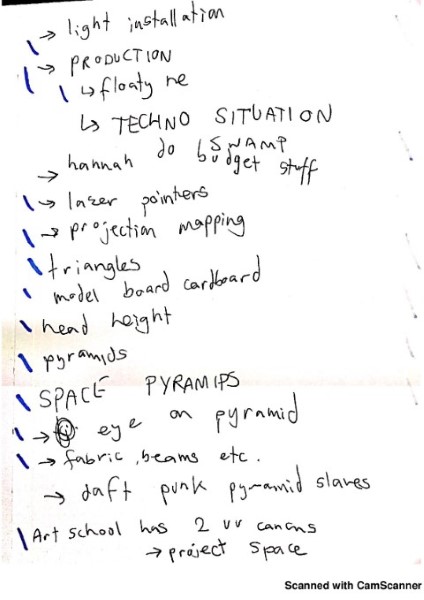 → light installation
→ PRODUCTION
↳ floaty re
↳ TECHNO SITUATION
SWAMP
→ hannah do budget stuff
→ lazer pointers
→ projection mapping
triangles
model board cardboard
head height
pyramids
SPACE PYRAMIDS
→ eye on pyramid
→ fabric, beams etc.
→ daft punk pyramid slaves
Art school has 2 uv canons
→ project space
Scanned with CamScanner